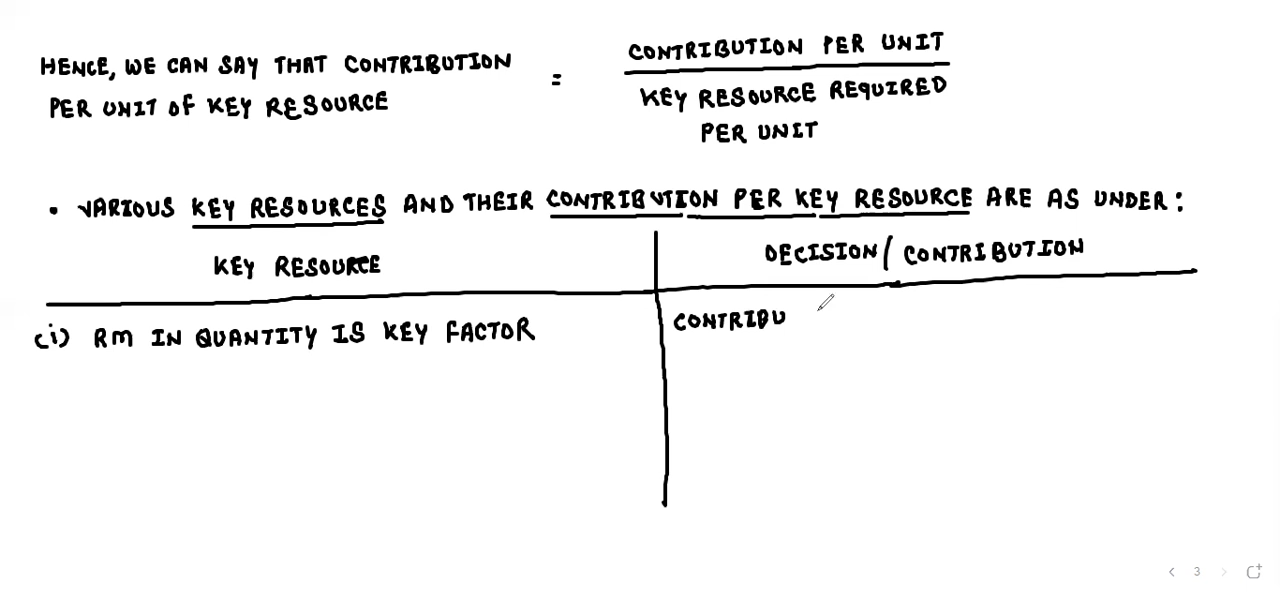 HENCE, WE CAN SAY THAT CONTRIBUTION
PER UNIT OF KEY RESOURCE
=
CONTRIBUTION PER UNIT
KEY RESOURCE REQUIRED
PER UNIT
• VARIOUS KEY RESOURCES AND THEIR CONTRIBUTION PER KEY RESOURCE ARE AS UNDER:
KEY RESOURCE
DECISION/CONTRIBUTION
(i) RM IN QUANTITY IS KEY FACTOR
CONTRIBU
< 3 >